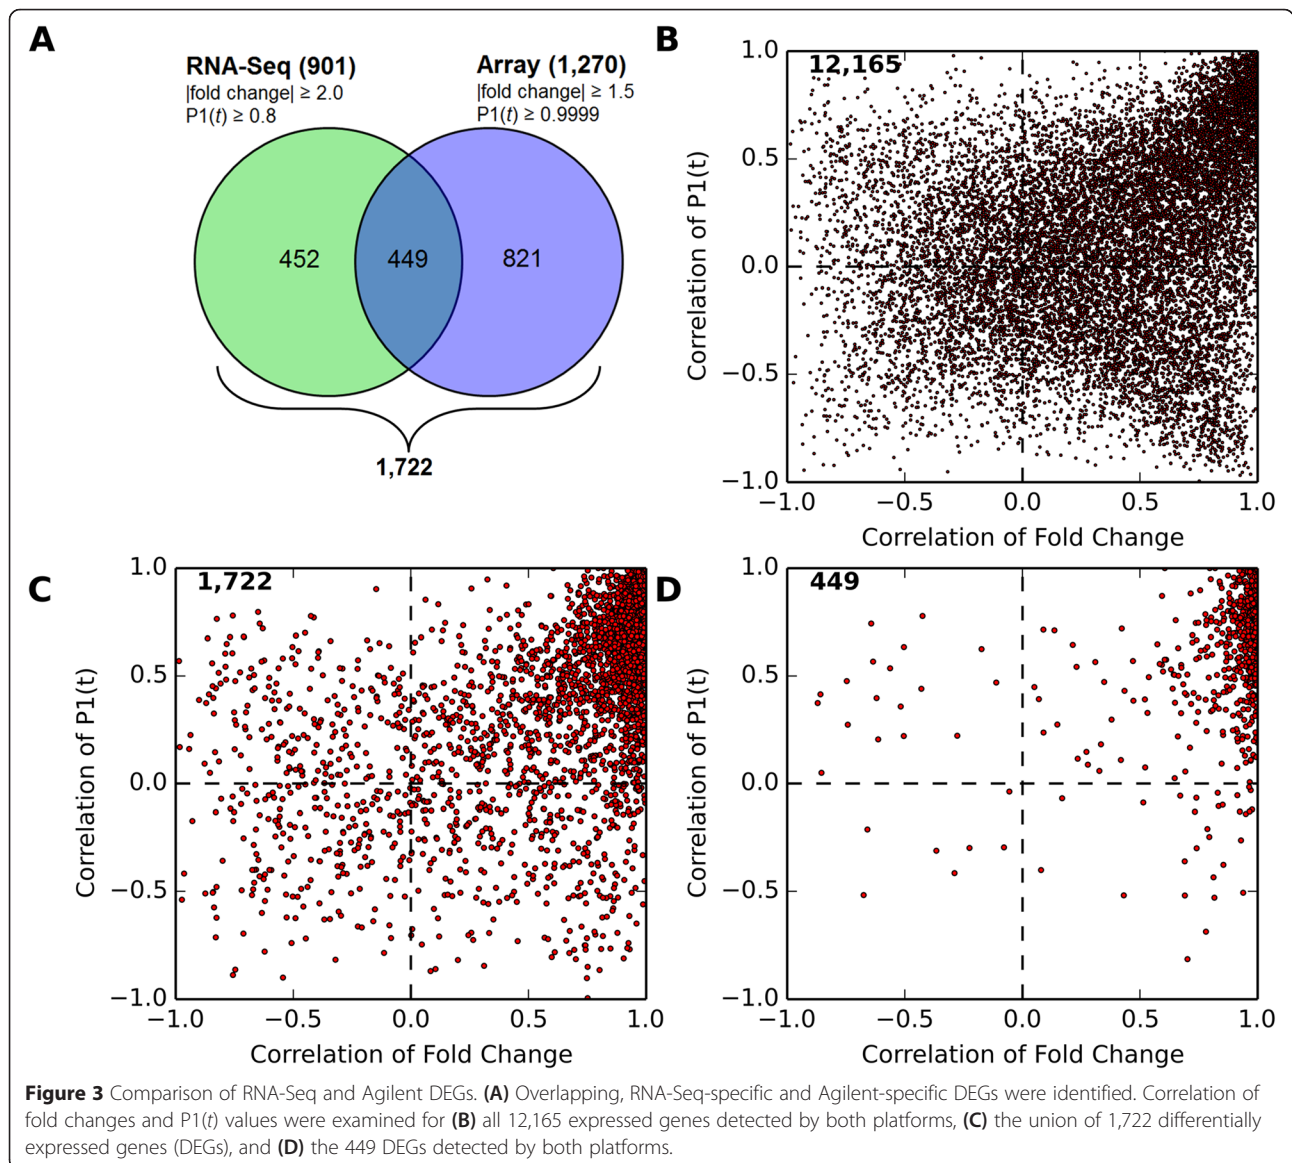 A
RNA-Seq (901)
|fold change| ≥ 2.0
P1(t) ≥ 0.8
Array (1,270)
|fold change| ≥ 1.5
P1(t) ≥ 0.9999
452
449
821
1,722
B
12,165
1.0
0.5
0.0
−0.5
−1.0
Correlation of P1(t)
−1.0
−0.5
0.0
0.5
1.0
Correlation of Fold Change
C
1,722
1.0
0.5
0.0
−0.5
−1.0
Correlation of P1(t)
−1.0
−0.5
0.0
0.5
1.0
Correlation of Fold Change
D
449
1.0
0.5
0.0
−0.5
−1.0
Correlation of P1(t)
−1.0
−0.5
0.0
0.5
1.0
Correlation of Fold Change
Figure 3 Comparison of RNA-Seq and Agilent DEGs. (A) Overlapping, RNA-Seq-specific and Agilent-specific DEGs were identified. Correlation of
fold changes and P1(t) values were examined for (B) all 12,165 expressed genes detected by both platforms, (C) the union of 1,722 differentially
expressed genes (DEGs), and (D) the 449 DEGs detected by both platforms.